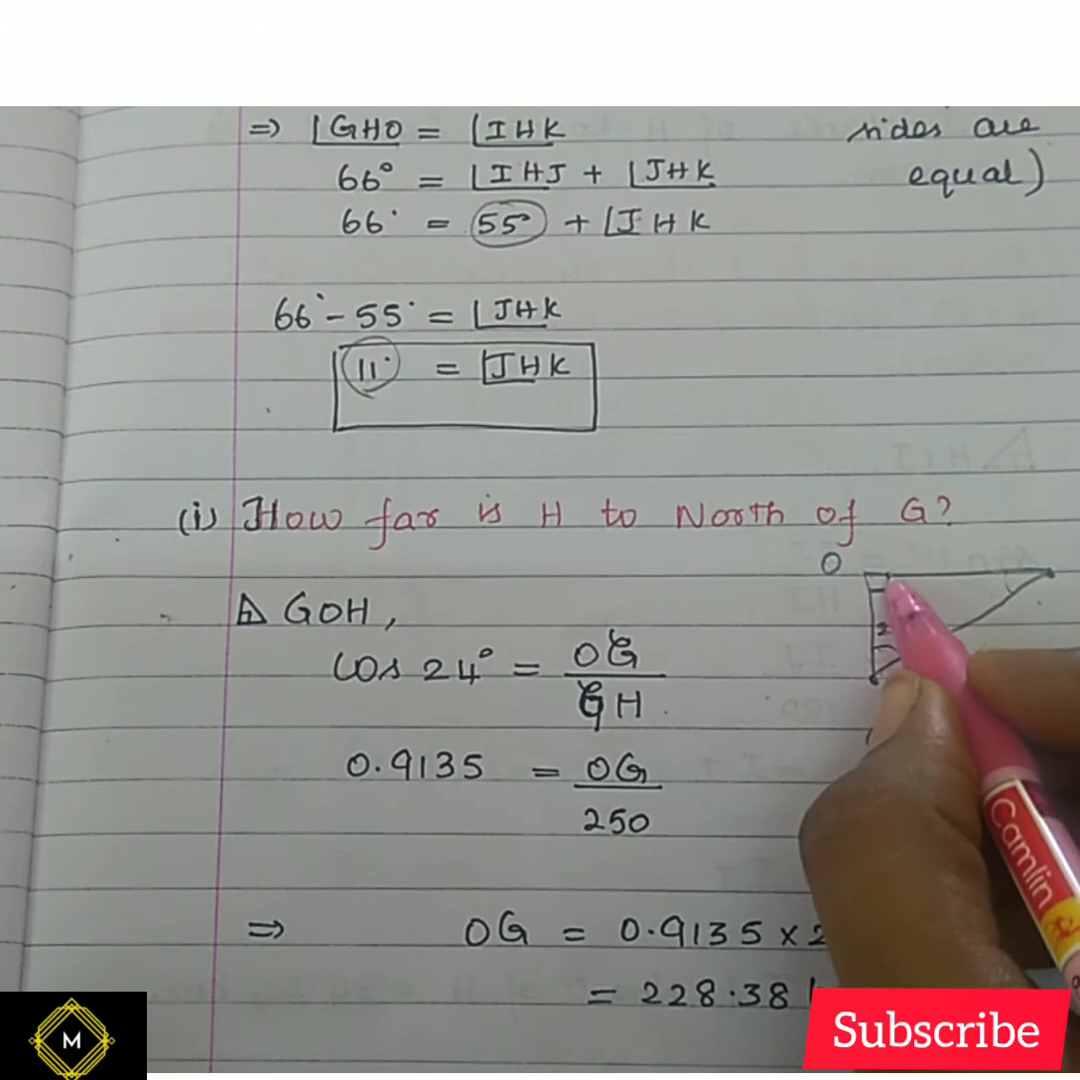 => ∠GHO = ∠IHK sides are
66° = ∠IHJ + ∠JHK equal)
66° = 55° + ∠JHK
66° - 55° = ∠JHK
11° = ∠JHK
(i) How far is H to North of G?
O
△ GOH,
cos 24° = OG
GH
0.9135 = OG
250
=> OG = 0.9135 × 2
= 228.38
Camlin
M
Subscribe